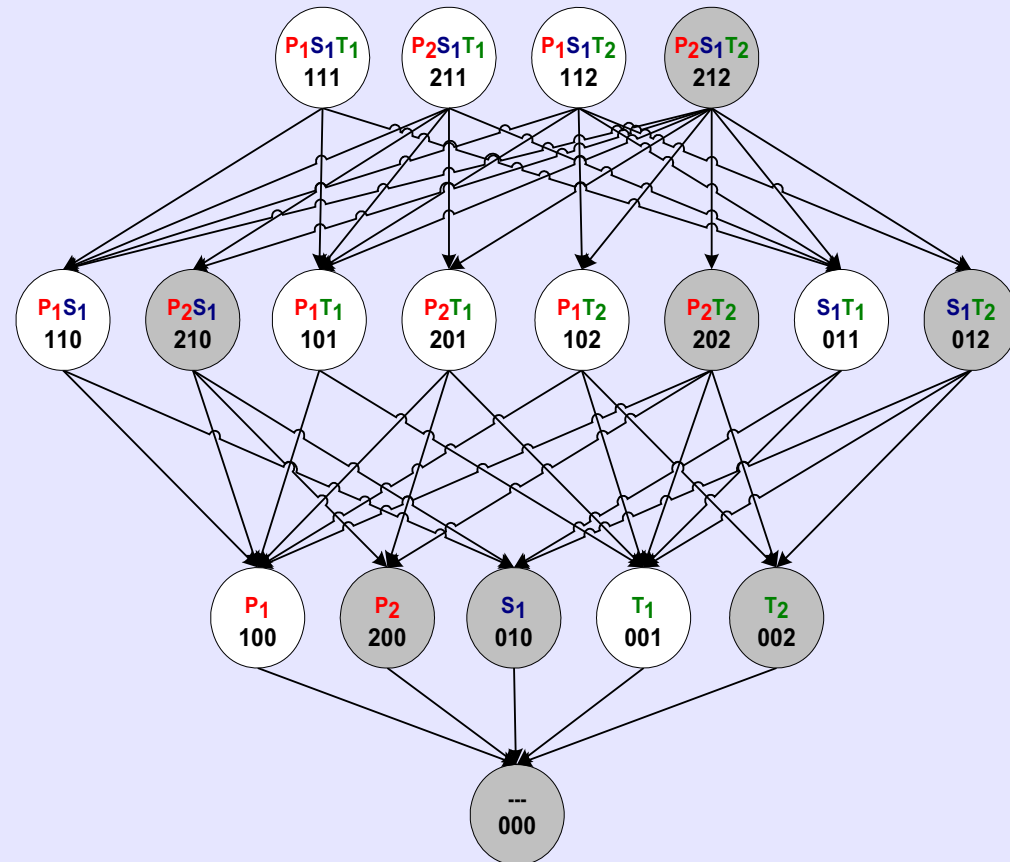 P1S1T1 P2S1T1 P1S1T2 P2S1T2
111 211 112 212
P1S1 P2S1 P1T1 P2T1 P1T2 P2T2 S1T1 S1T2
110 210 101 201 102 202 011 012
P1 P2 S1 T1 T2
100 200 010 001 002
---
000